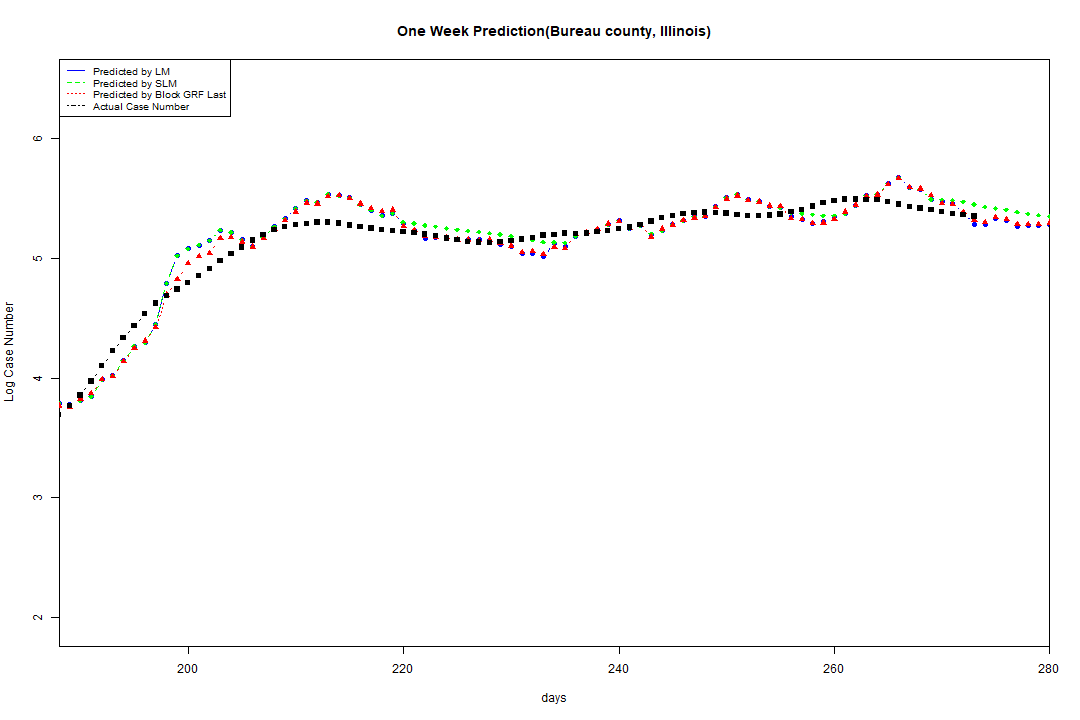 One Week Prediction(Bureau county, Illinois)
Predicted by LM
Predicted by SLM
Predicted by Block GRF Last
Actual Case Number
6
5
4
3
2
Log Case Number
200 220 240 260 280
days